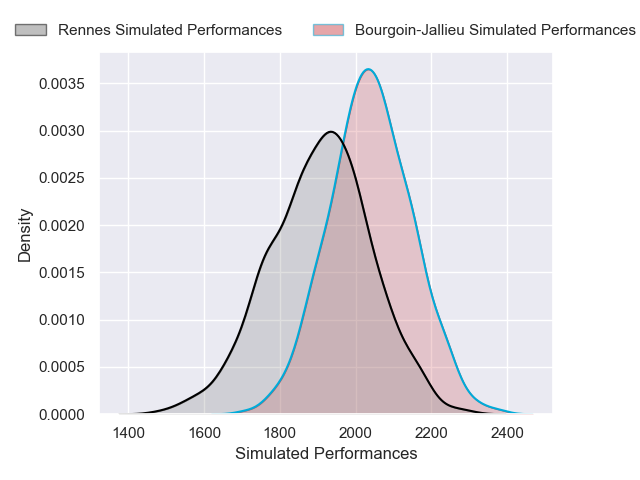 Rennes Simulated Performances
Bourgoin-Jallieu Simulated Performances
Density
0.0035
0.0030
0.0025
0.0020
0.0015
0.0010
0.0005
0.0000
1400 1600 1800 2000 2200 2400
Simulated Performances